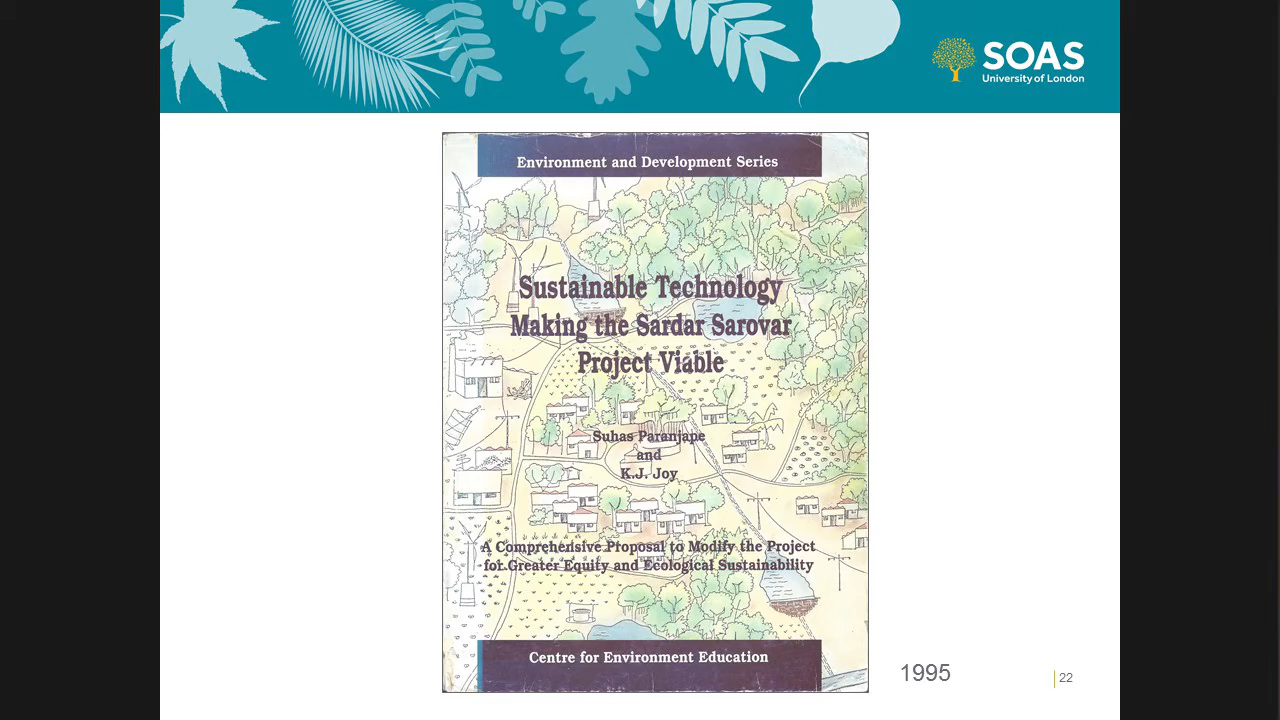 SOAS
University of London
Environment and Development Series
Sustainable Technology
Making the Sardar Sarovar
Project Viable
Suhas Paranjape
and
K.J. Joy
A Comprehensive Proposal to Modify the Project
for Greater Equity and Ecological Sustainability
Centre for Environment Education
1995
22